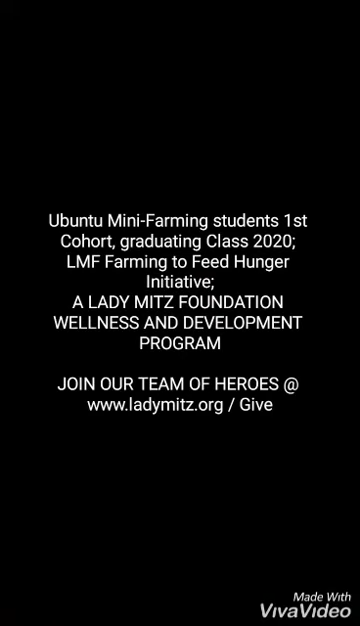 Ubuntu Mini-Farming students 1st
Cohort, graduating Class 2020;
LMF Farming to Feed Hunger
Initiative;
A LADY MITZ FOUNDATION
WELLNESS AND DEVELOPMENT
PROGRAM
JOIN OUR TEAM OF HEROES @
www.ladymitz.org / Give
Made With
VivaVideo